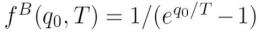 f^B(q_0, T) = 1/(e^{q_0/T} − 1)